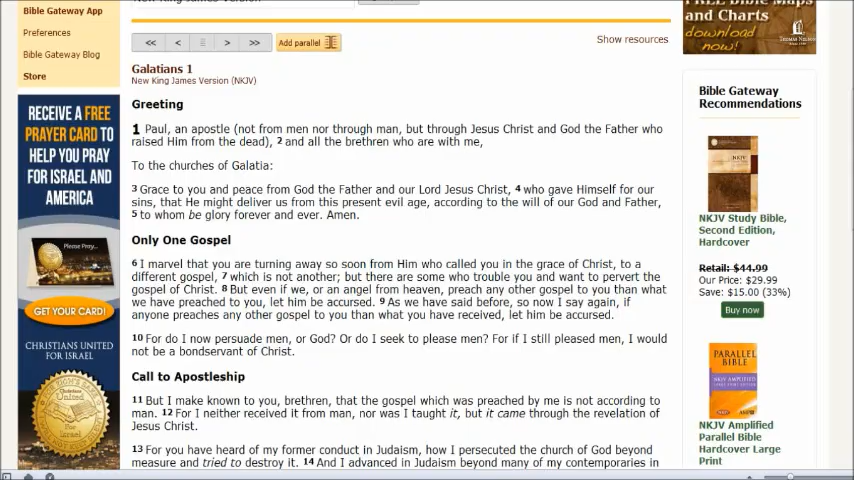 Bible Gateway App
Preferences
Bible Gateway Blog
Store
RECEIVE A FREE
PRAYER CARD TO
HELP YOU PRAY
FOR ISRAEL AND
AMERICA
Please Pray...
GET YOUR CARD!
CHRISTIANS UNITED
FOR ISRAEL
New King James Version
<< < > >> Add parallel
Show resources
Galatians 1
New King James Version (NKJV)
Greeting
1 Paul, an apostle (not from men nor through man, but through Jesus Christ and God the Father who
raised Him from the dead), 2 and all the brethren who are with me,
To the churches of Galatia:
3 Grace to you and peace from God the Father and our Lord Jesus Christ, 4 who gave Himself for our
sins, that He might deliver us from this present evil age, according to the will of our God and Father,
5 to whom be glory forever and ever. Amen.
Only One Gospel
6 I marvel that you are turning away so soon from Him who called you in the grace of Christ, to a
different gospel, 7 which is not another; but there are some who trouble you and want to pervert the
gospel of Christ. 8 But even if we, or an angel from heaven, preach any other gospel to you than what
we have preached to you, let him be accursed. 9 As we have said before, so now I say again, if
anyone preaches any other gospel to you than what you have received, let him be accursed.
10 For do I now persuade men, or God? Or do I seek to please men? For if I still pleased men, I would
not be a bondservant of Christ.
Call to Apostleship
11 But I make known to you, brethren, that the gospel which was preached by me is not according to
man. 12 For I neither received it from man, nor was I taught it, but it came through the revelation of
Jesus Christ.
13 For you have heard of my former conduct in Judaism, how I persecuted the church of God beyond
measure and tried to destroy it. 14 And I advanced in Judaism beyond many of my contemporaries in
FREE Bible Maps
and Charts
download
now!
THOMAS NELSON
Bible Gateway
Recommendations
NKJV Study Bible,
Second Edition,
Hardcover
Retail: $44.99
Our Price: $29.99
Save: $15.00 (33%)
Buy now
PARALLEL
BIBLE
NKJV Amplified
Parallel Bible
Hardcover Large
Print